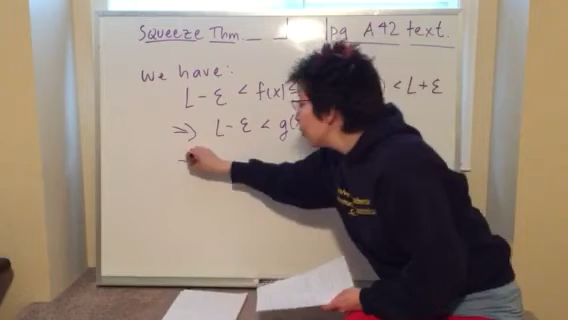 Squeeze Thm. pg A42 text.
We have:
L - ε < f(x) ≤ ) < L + ε
⇒ L - ε < g(